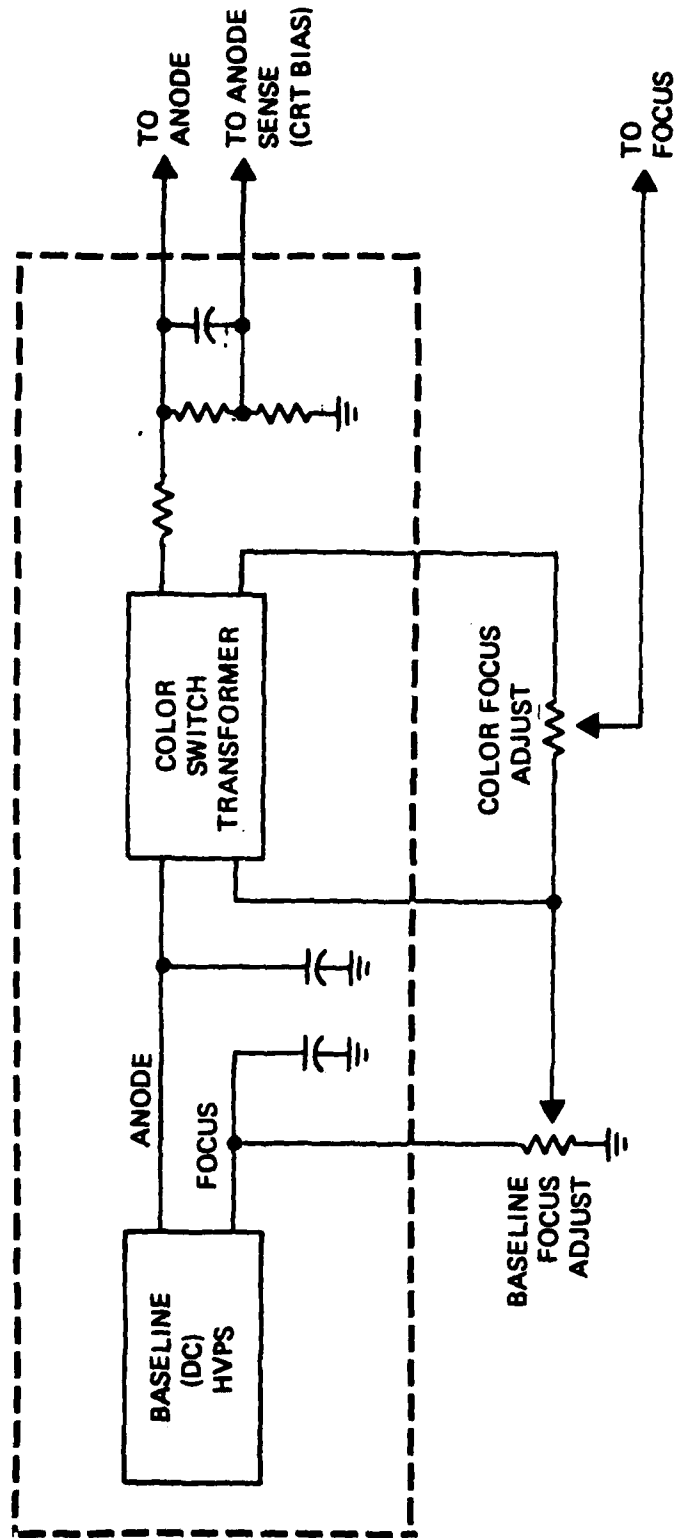 BASELINE
(DC)
HVPS
ANODE
FOCUS
COLOR
SWITCH
TRANSFORMER
TO
ANODE
TO ANODE
SENSE
(CRT BIAS)
BASELINE
FOCUS
ADJUST
COLOR FOCUS
ADJUST
TO
FOCUS